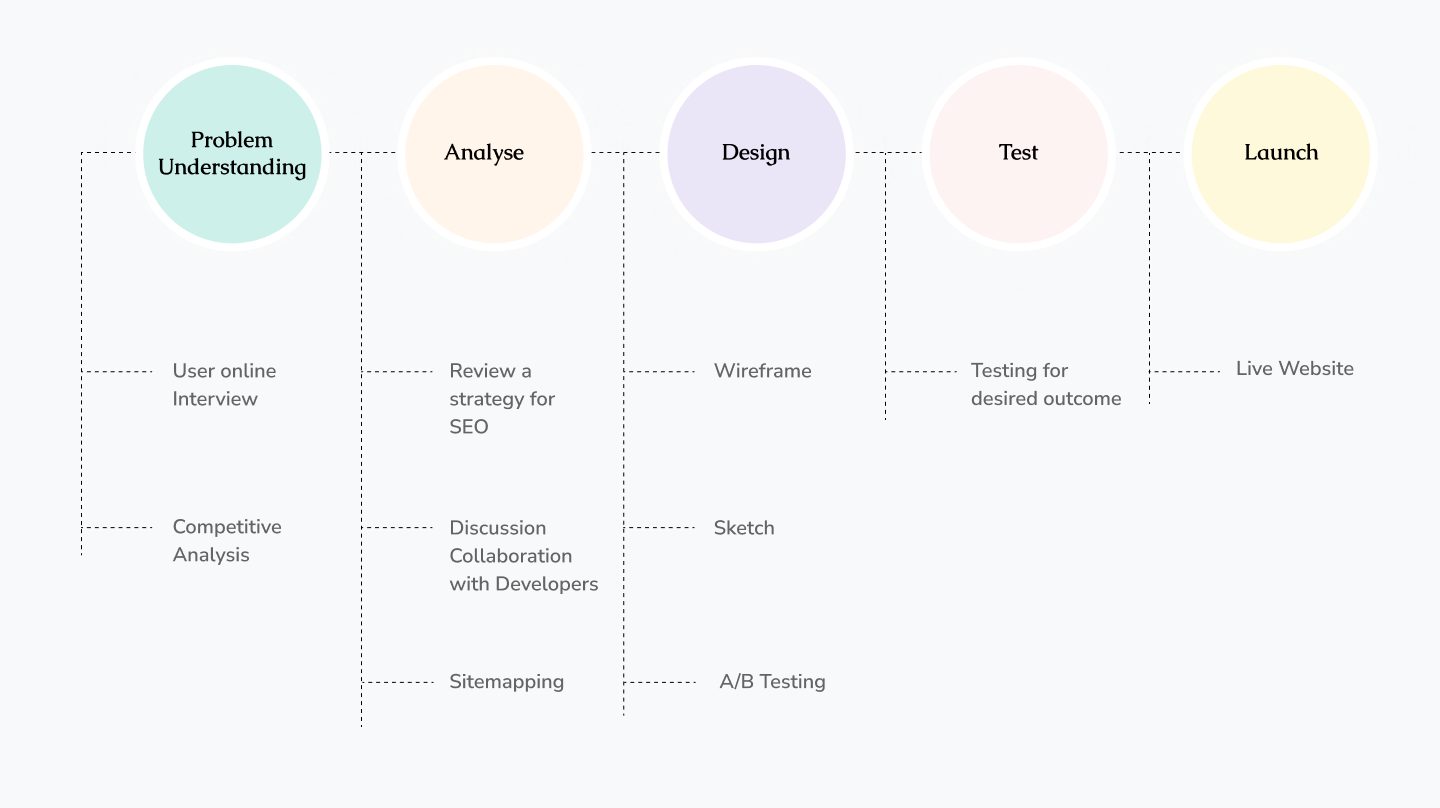 Problem
Understanding
Analyse
Design
Test
Launch
User online
Interview
Competitive
Analysis
Review a
strategy for
SEO
Discussion
Collaboration
with Developers
Sitemapping
Wireframe
Sketch
A/B Testing
Testing for
desired outcome
Live Website